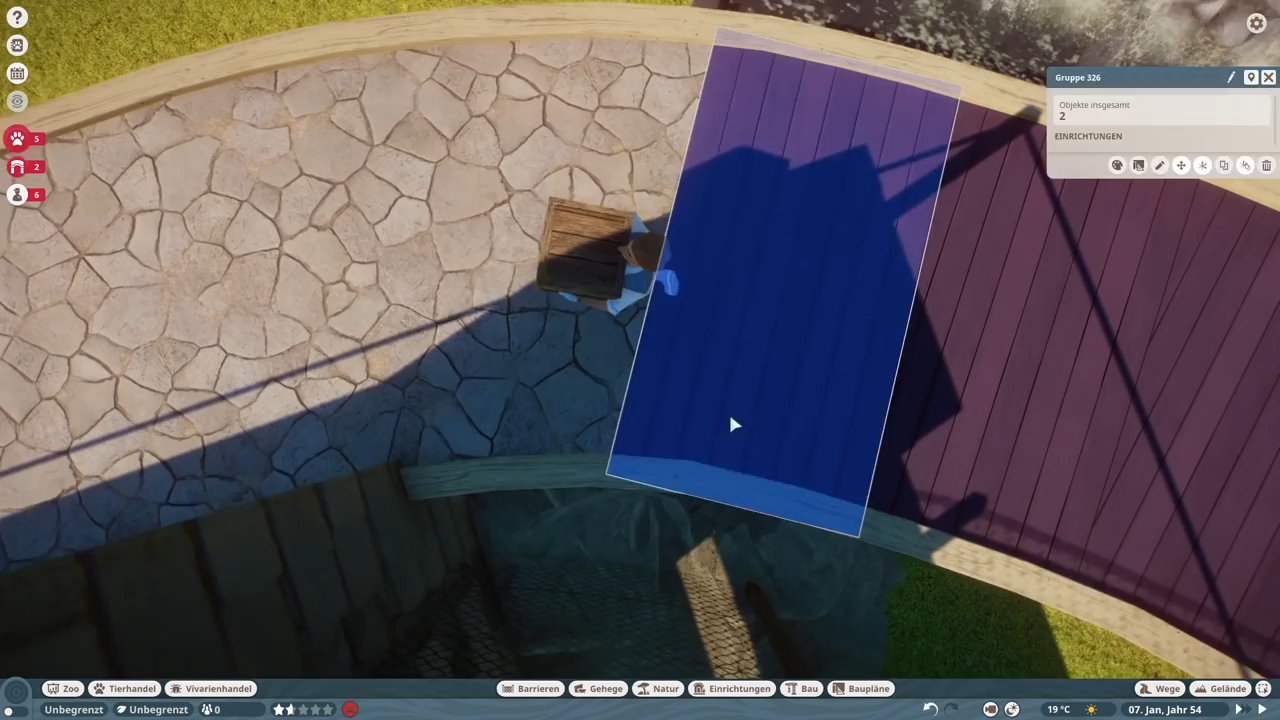 ?
5
2
6
Gruppe 326
Objekte insgesamt
2
EINRICHTUNGEN
Zoo
Tierhandel
Vivarienhandel
Barrieren
Gehege
Natur
Einrichtungen
Bau
Baupläne
Wege
Gelände
Unbegrenzt
Unbegrenzt
0
19 °C
07. Jan, Jahr 54